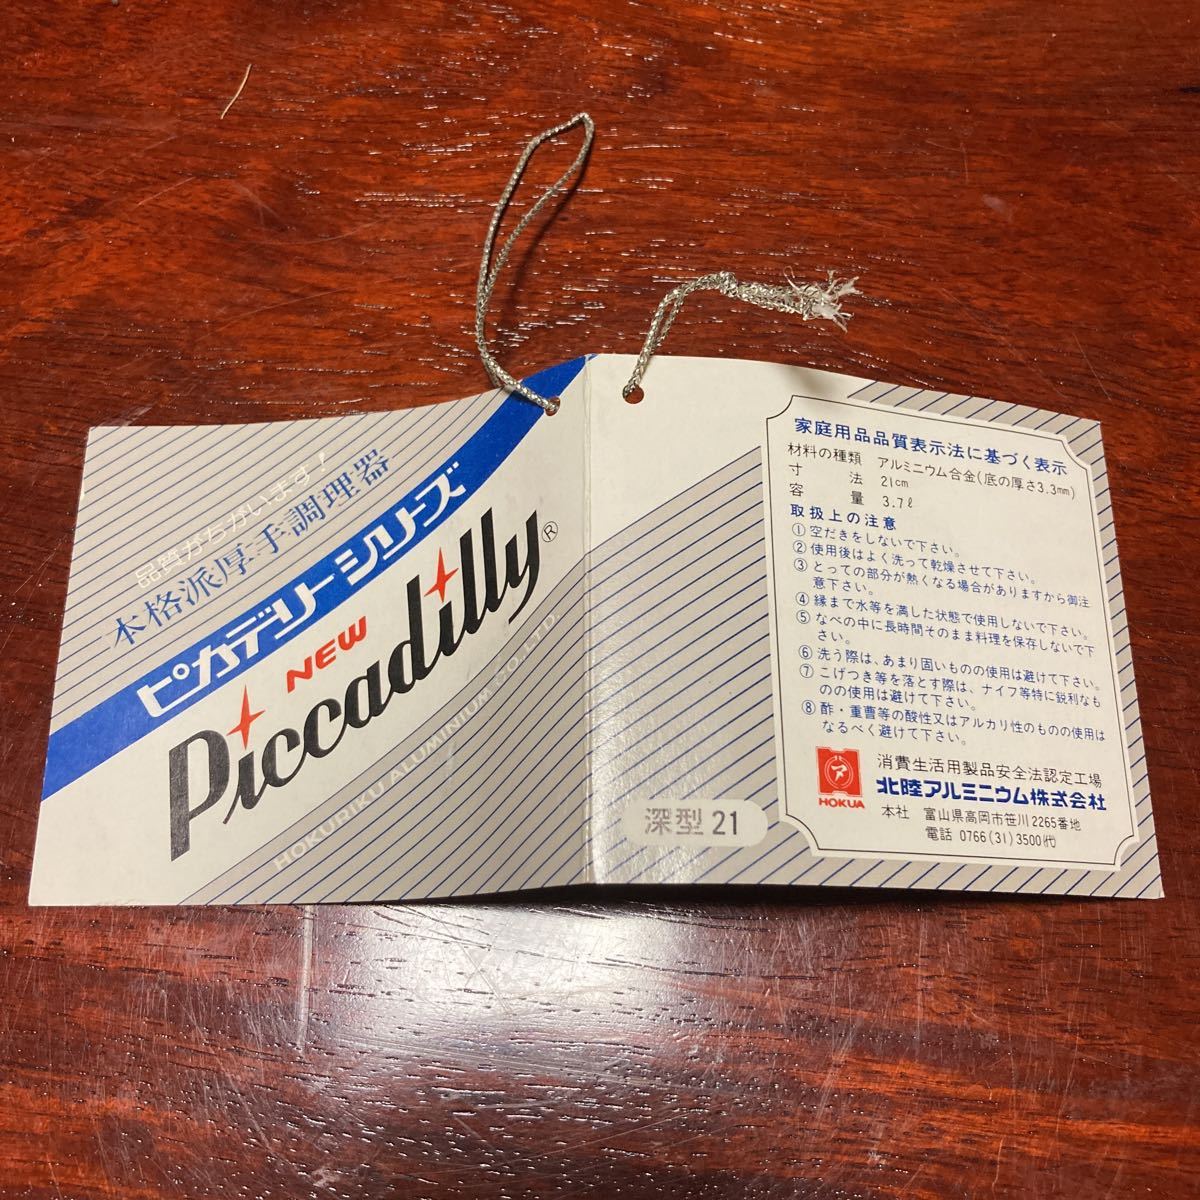 品質がちがいます!
本格派厚手調理器
ピカデリーシリーズ
NEW
Piccadilly®
HOKURIKU ALUMINIUM CO., LTD
深型 21
家庭用品品質表示法に基づく表示
材料の種類 アルミニウム合金(底の厚さ3.3mm)
寸法 21cm
容量 3.7ℓ
取扱上の注意
①空だきをしないで下さい。
②使用後はよく洗って乾燥させて下さい。
③とっての部分が熱くなる場合がありますから御注
意下さい。
④縁まで水等を満した状態で使用しないで下さい。
⑤なべの中に長時間そのまま料理を保存しないで下
さい。
⑥洗う際は、あまり固いものの使用は避けて下さい。
⑦こげつき等を落とす際は、ナイフ等特に鋭利なも
のの使用は避けて下さい。
⑧酢・重曹等の酸性又はアルカリ性のものの使用は
なるべく避けて下さい。
ア
HOKUA
消費生活用製品安全法認定工場
北陸アルミニウム株式会社
本社 富山県高岡市笹川2265番地
電話 0766(31)3500㈹